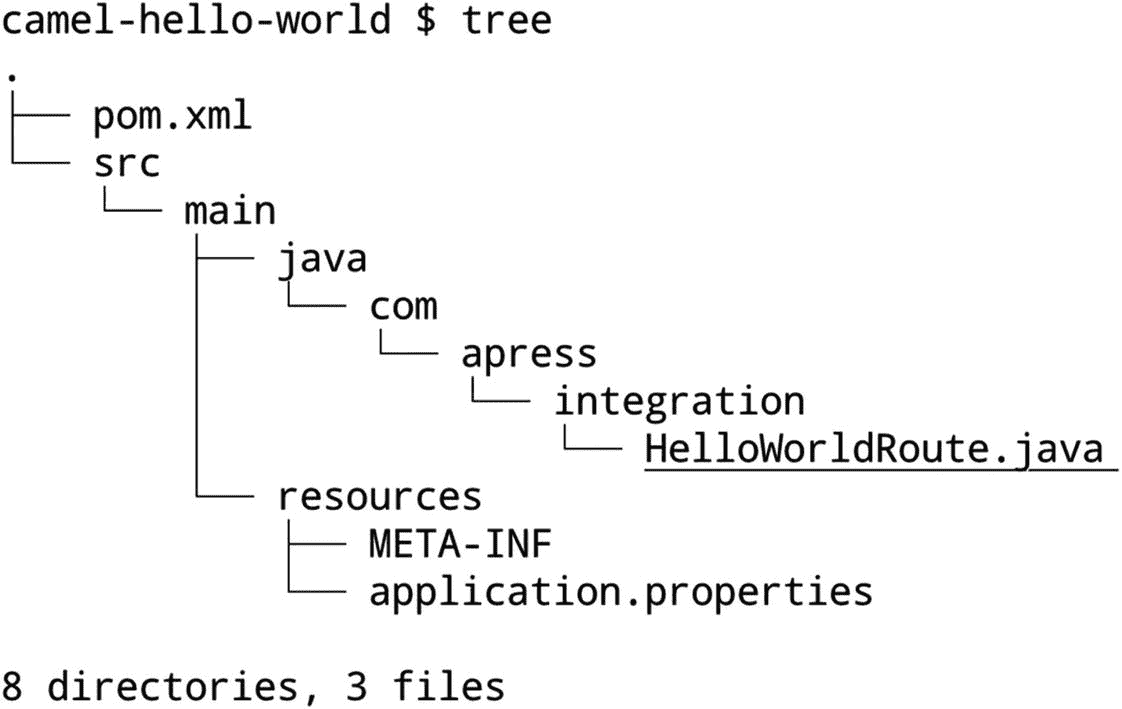 camel-hello-world $ tree
.
├── pom.xml
└── src
    └── main
        ├── java
        │   └── com
        │       └── apress
        │           └── integration
        │               └── HelloWorldRoute.java
        └── resources
            ├── META-INF
            └── application.properties
8 directories, 3 files